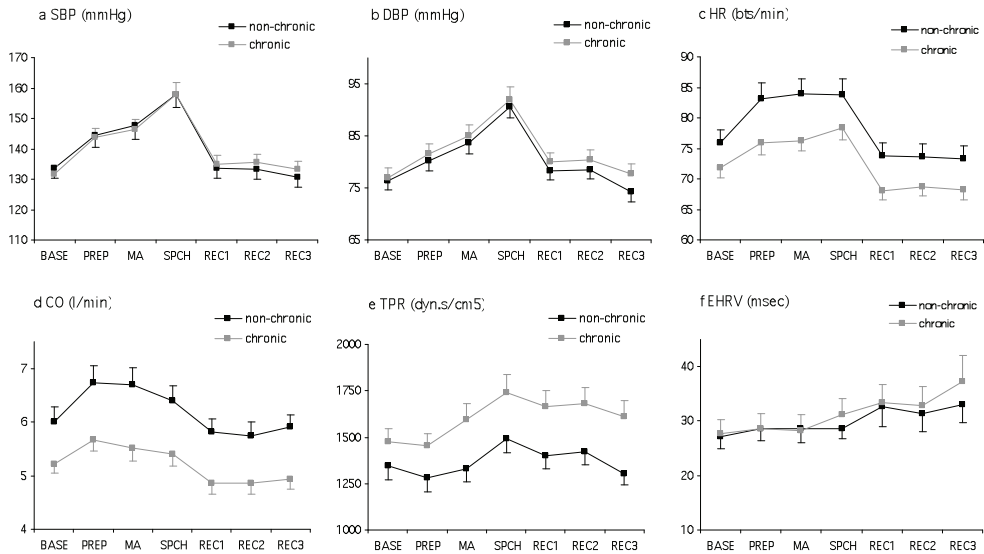 a SBP (mmHg)
non-chronic
chronic
170
160
150
140
130
120
110
BASE PREP MA SPCH REC1 REC2 REC3
b DBP (mmHg)
non-chronic
chronic
95
85
75
65
BASE PREP MA SPCH REC1 REC2 REC3
c HR (bts/min)
non-chronic
chronic
90
85
80
75
70
65
60
BASE PREP MA SPCH REC1 REC2 REC3
d CO (l/min)
non-chronic
chronic
7
6
5
4
BASE PREP MA SPCH REC1 REC2 REC3
e TPR (dyn.s/cm5)
non-chronic
chronic
2000
1750
1500
1250
1000
BASE PREP MA SPCH REC1 REC2 REC3
f EHRV (msec)
non-chronic
chronic
40
30
20
10
BASE PREP MA SPCH REC1 REC2 REC3